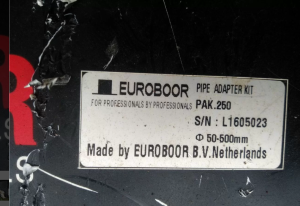 EUROBOOR PIPE ADAPTER KIT
FOR PROFESSIONALS BY PROFESSIONALS PAK.250
S/N : L1605023
Φ 50-500mm
Made by EUROBOOR B.V. Netherlands
R
S